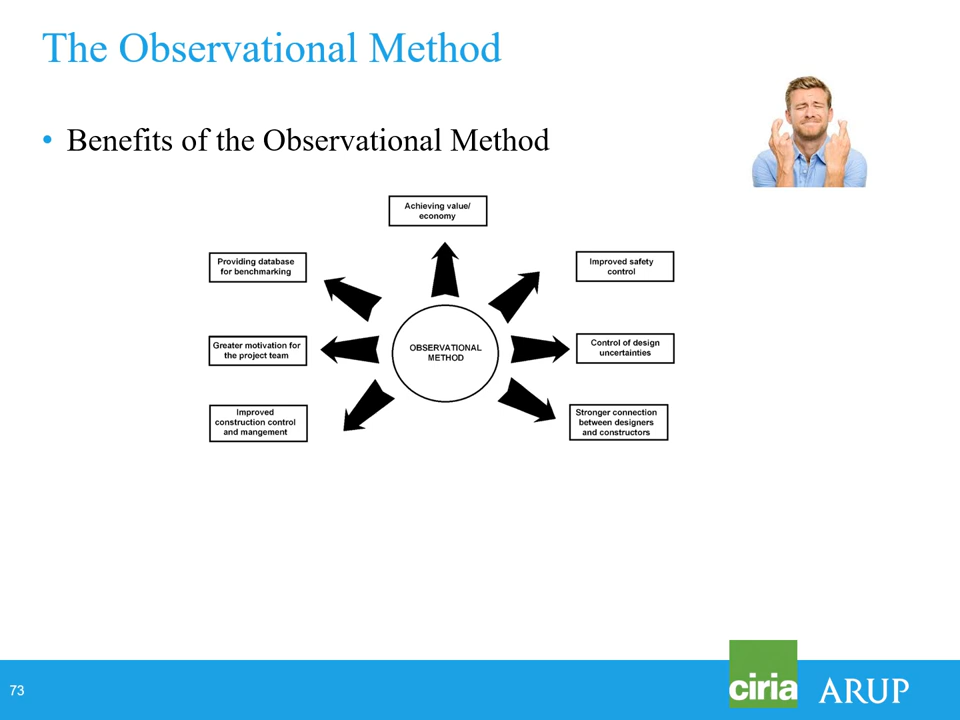 The Observational Method
• Benefits of the Observational Method
Achieving value/
economy
Providing database
for benchmarking
Improved safety
control
Greater motivation for
the project team
OBSERVATIONAL
METHOD
Control of design
uncertainties
Improved
construction control
and mangement
Stronger connection
between designers
and constructors
73
ciria
ARUP